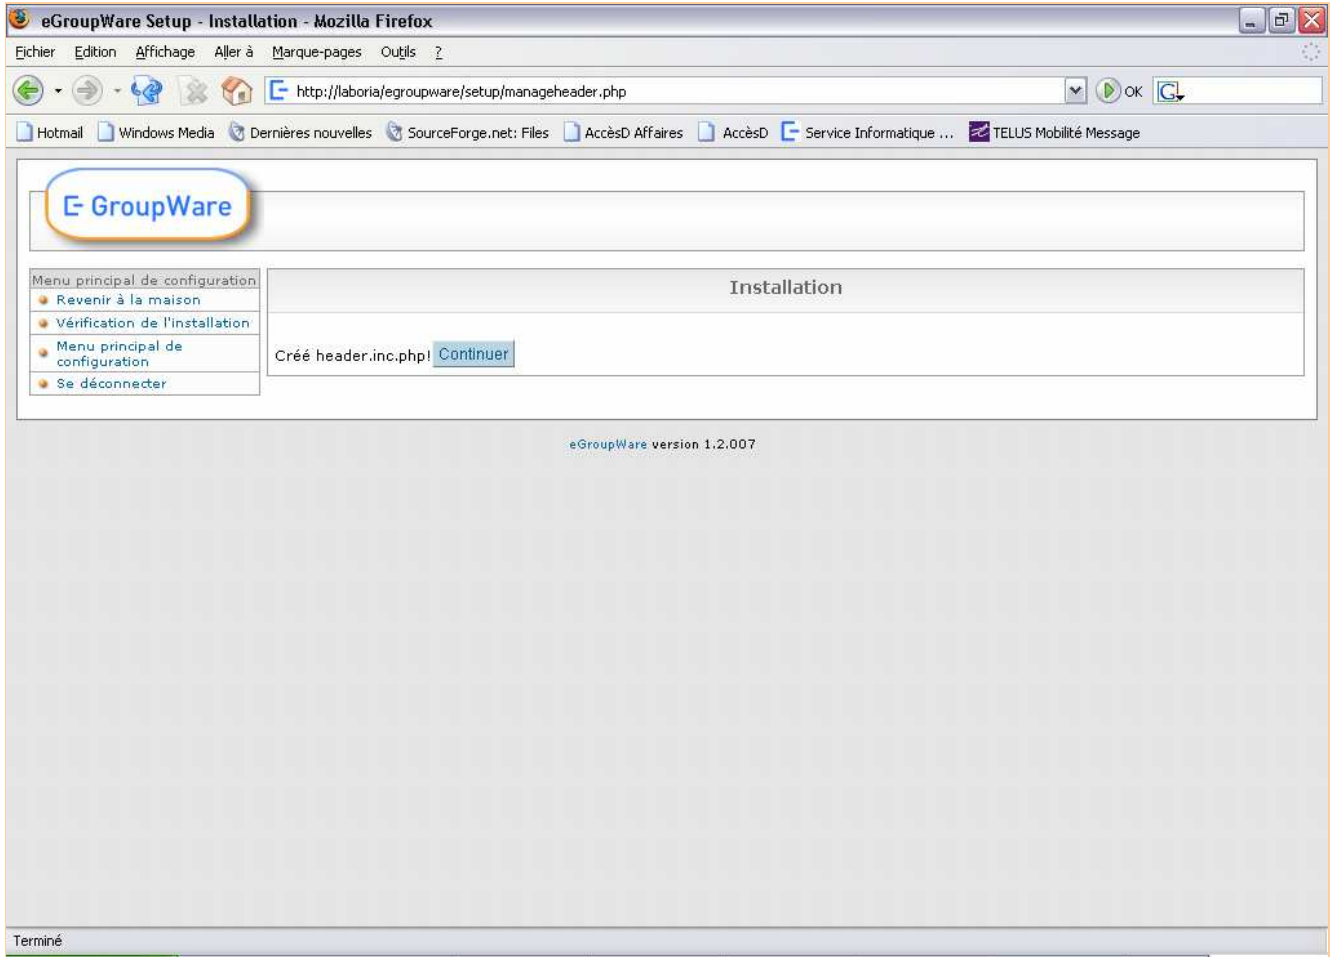 eGroupWare Setup - Installation - Mozilla Firefox
Fichier Edition Affichage Aller à Marque-pages Outils ?
http://laboria/egroupware/setup/manageheader.php OK G
Hotmail Windows Media Dernières nouvelles SourceForge.net: Files AccèsD Affaires AccèsD Service Informatique ... TELUS Mobilité Message
E- GroupWare
Menu principal de configuration
Revenir à la maison
Vérification de l'installation
Menu principal de
configuration
Se déconnecter
Installation
Créé header.inc.php! Continuer
eGroupWare version 1.2.007
Terminé